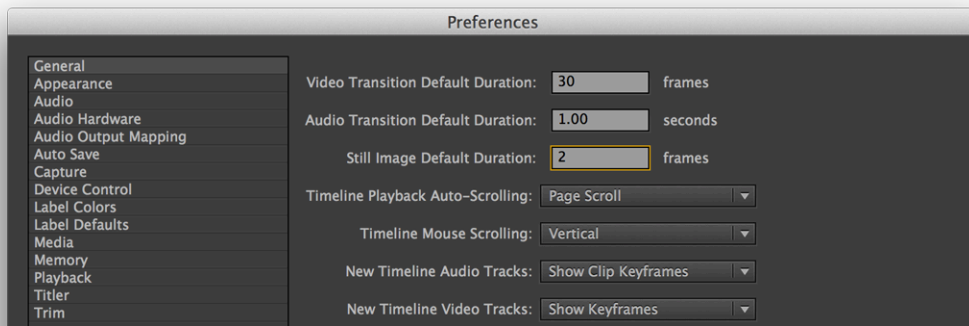 Preferences
General
Appearance
Audio
Audio Hardware
Audio Output Mapping
Auto Save
Capture
Device Control
Label Colors
Label Defaults
Media
Memory
Playback
Titler
Trim
Video Transition Default Duration: 30 frames
Audio Transition Default Duration: 1.00 seconds
Still Image Default Duration: 2 frames
Timeline Playback Auto-Scrolling: Page Scroll
Timeline Mouse Scrolling: Vertical
New Timeline Audio Tracks: Show Clip Keyframes
New Timeline Video Tracks: Show Keyframes